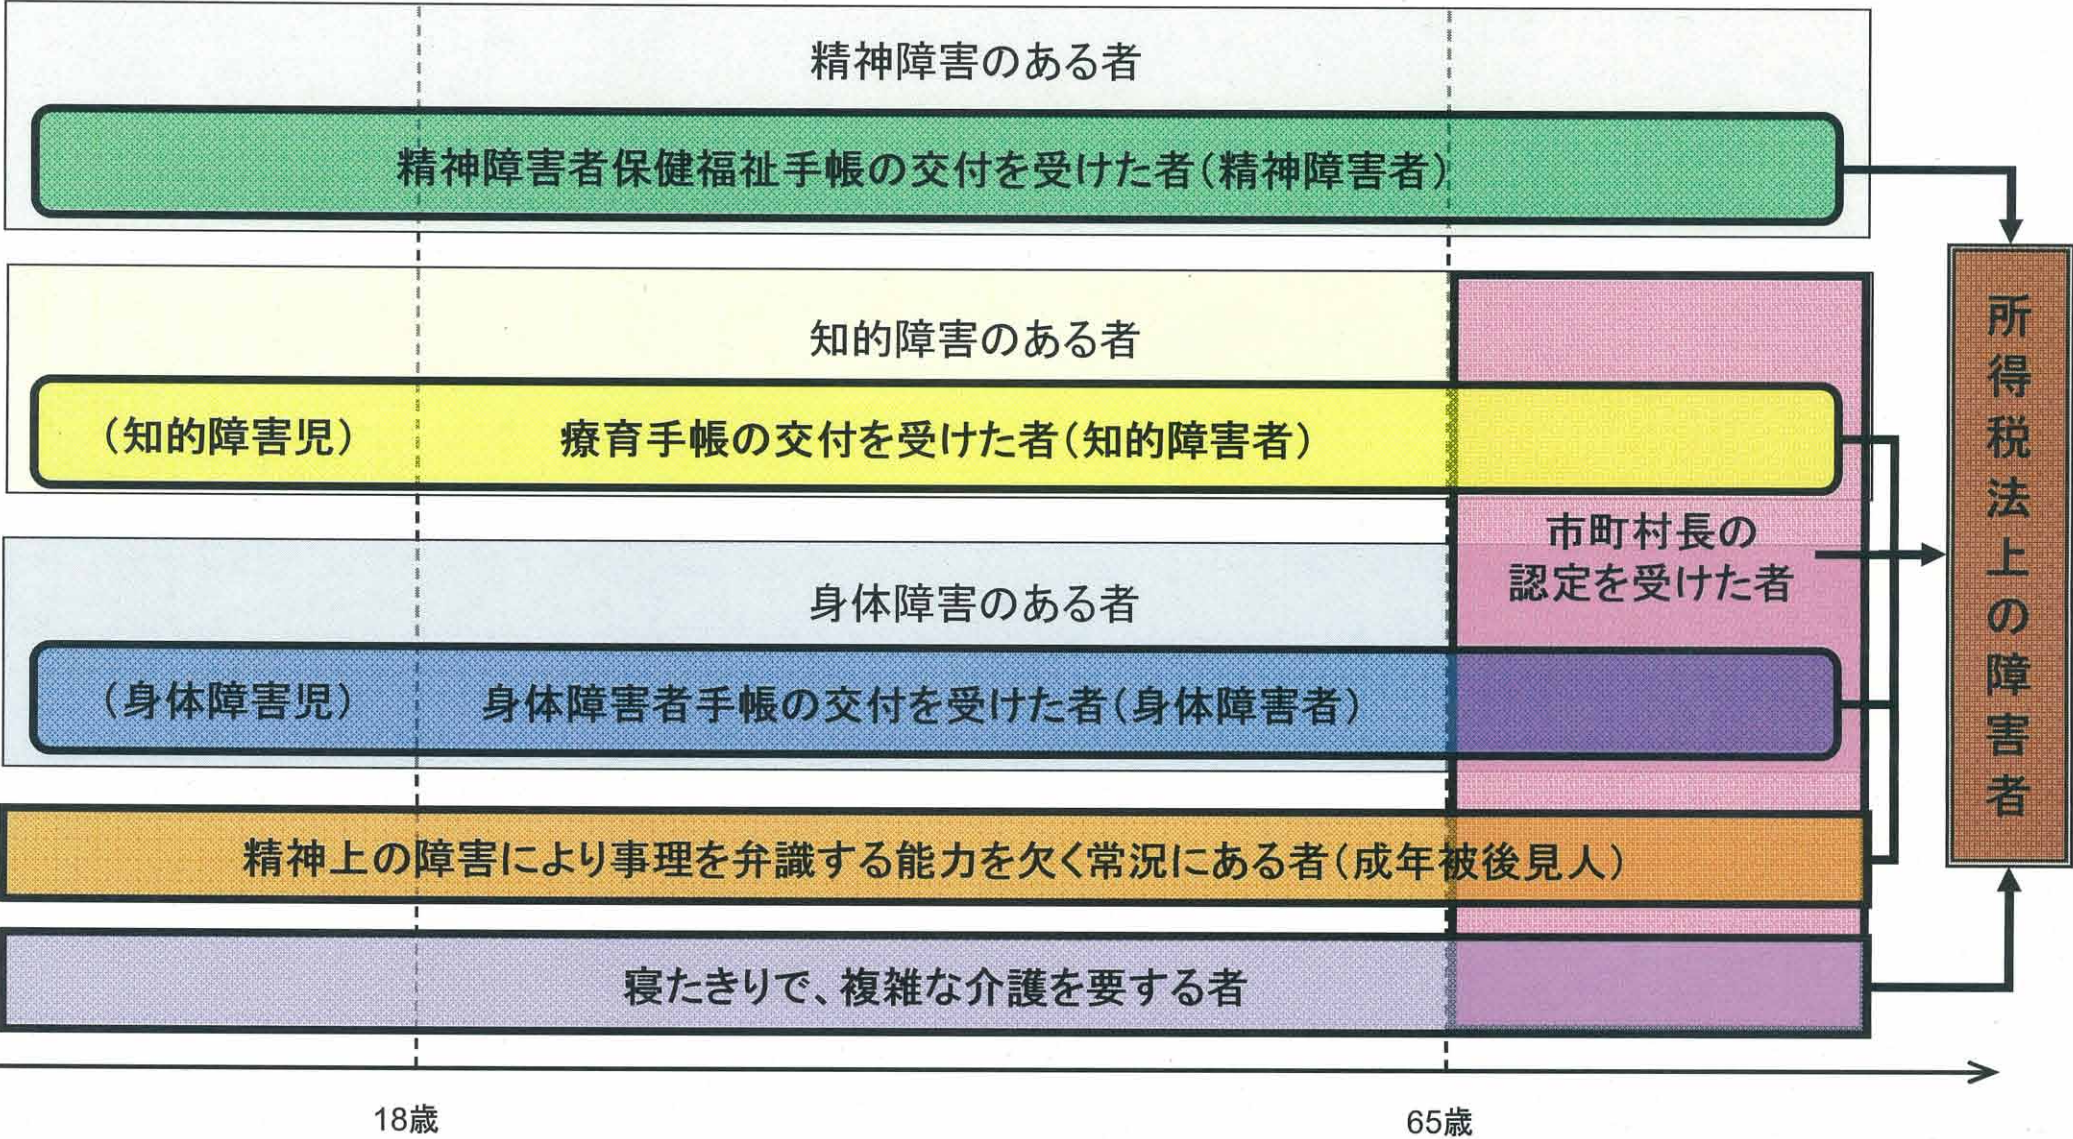 精神障害のある者
精神障害者保健福祉手帳の交付を受けた者(精神障害者)
知的障害のある者
(知的障害児)
療育手帳の交付を受けた者(知的障害者)
市町村長の
認定を受けた者
身体障害のある者
(身体障害児)
身体障害者手帳の交付を受けた者(身体障害者)
精神上の障害により事理を弁識する能力を欠く常況にある者(成年被後見人)
寝たきりで、複雑な介護を要する者
所得税法上の障害者
18歳
65歳